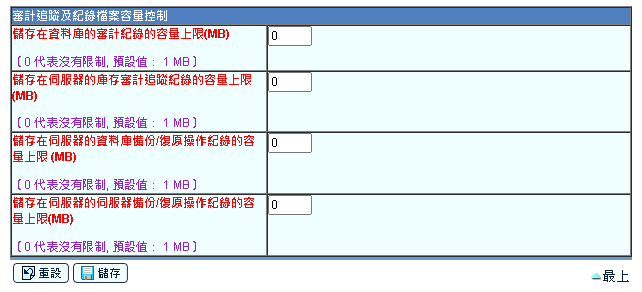 審計追蹤及紀錄檔案容量控制
儲存在資料庫的審計紀錄的容量上限(MB)
0
〔0 代表沒有限制, 預設值： 1 MB〕
儲存在伺服器的庫存審計追蹤紀錄的容量上限
(MB)
0
〔0 代表沒有限制, 預設值： 1 MB〕
儲存在伺服器的資料庫備份/復原操作紀錄的容
量上限 (MB)
0
〔0 代表沒有限制, 預設值： 1 MB〕
儲存在伺服器的伺服器備份/復原操作紀錄的容
量上限(MB)
0
〔0 代表沒有限制, 預設值： 1 MB〕
重設 儲存
最上